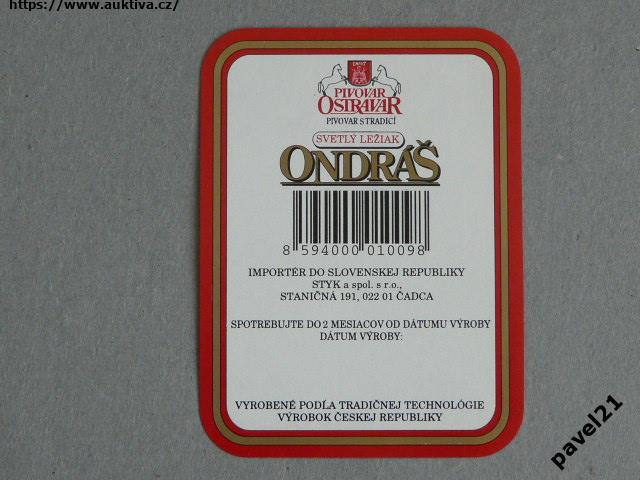 https://www.auktiva.cz/
PIVOVAR
OSTRAVAR
PIVOVAR S TRADICÍ
SVETLÝ LEŽIAK
ONDRÁŠ
8 594000 010098
IMPORTÉR DO SLOVENSKEJ REPUBLIKY
STYK a spol. s r.o.,
STANIČNÁ 191, 022 01 ČADCA
SPOTREBUJTE DO 2 MESIACOV OD DÁTUMU VÝROBY
DÁTUM VÝROBY:
VYROBENÉ PODĽA TRADIČNEJ TECHNOLÓGIE
VÝROBOK ČESKEJ REPUBLIKY
pavel21